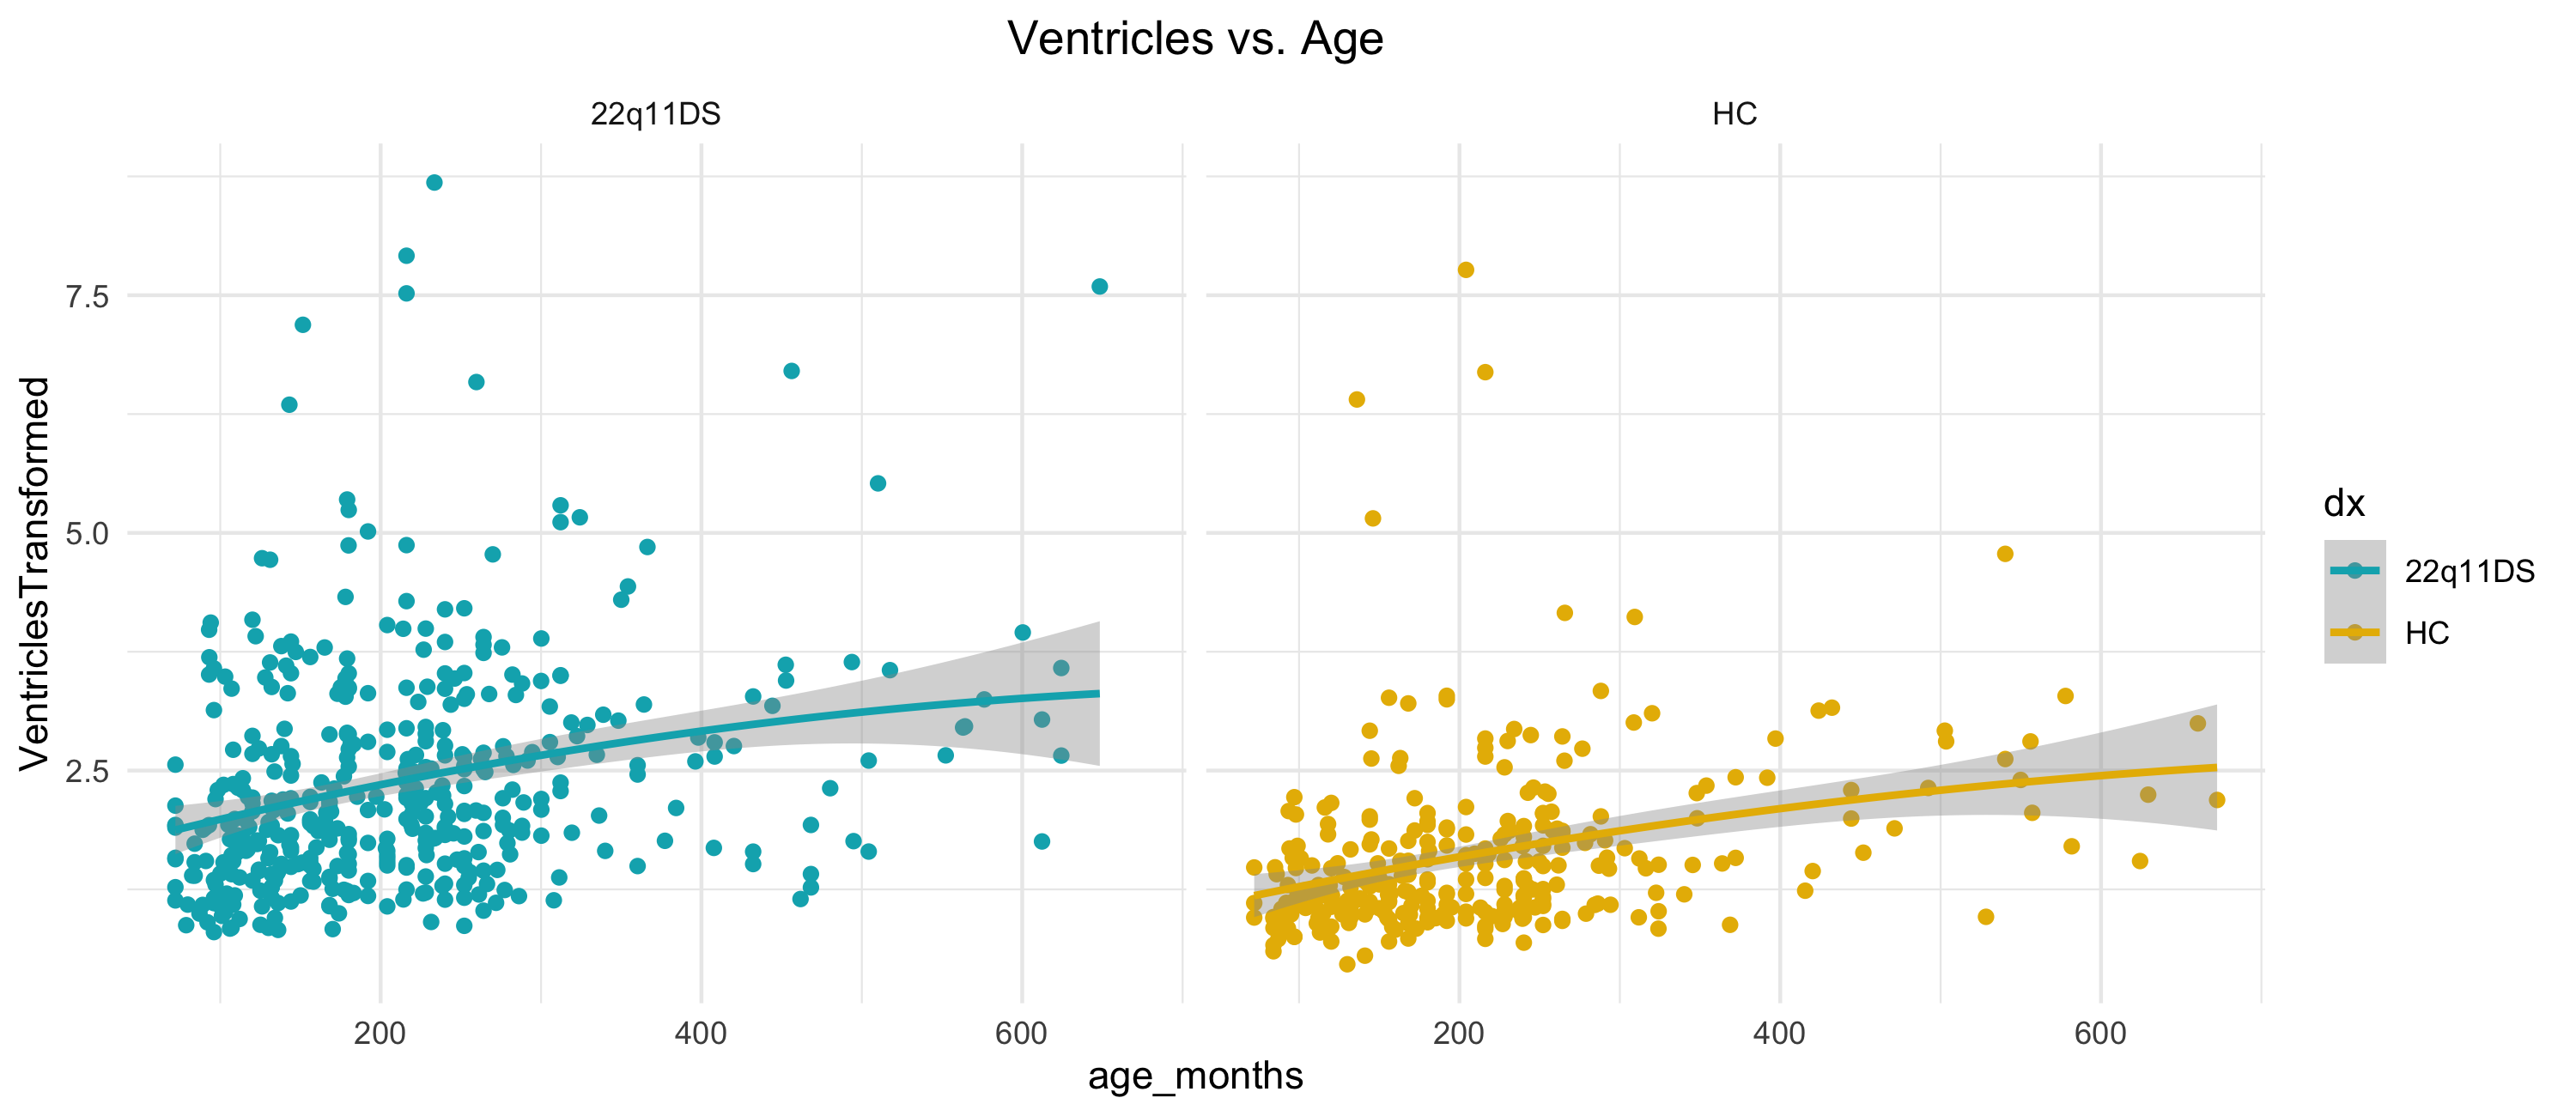 Ventricles vs. Age
22q11DS
HC
VentriclesTransformed
7.5
5.0
2.5
200
400
600
200
400
600
age_months
dx
22q11DS
HC